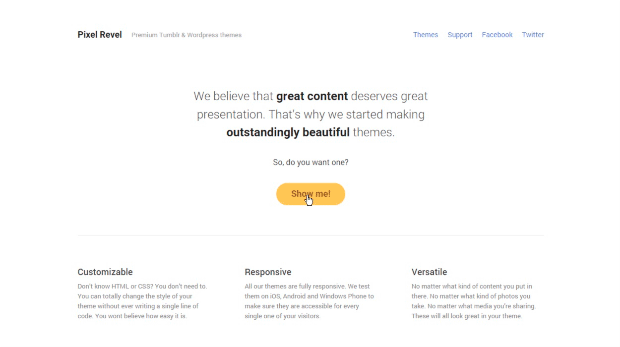 Pixel Revel Premium Tumblr & Wordpress themes Themes Support Facebook Twitter
We believe that great content deserves great
presentation. That's why we started making
outstandingly beautiful themes.
So, do you want one?
Show me!
Customizable
Don't know HTML or CSS? You don't need to.
You can totally change the style of your
theme without ever writing a single line of
code. You wont believe how easy it is.
Responsive
All our themes are fully responsive. We test
them on iOS, Android and Windows Phone to
make sure they are accessible for every
single one of your visitors.
Versatile
No matter what kind of content you put in
there. No matter what kind of photos you
take. No matter what media you're sharing.
These will all look great in your theme.